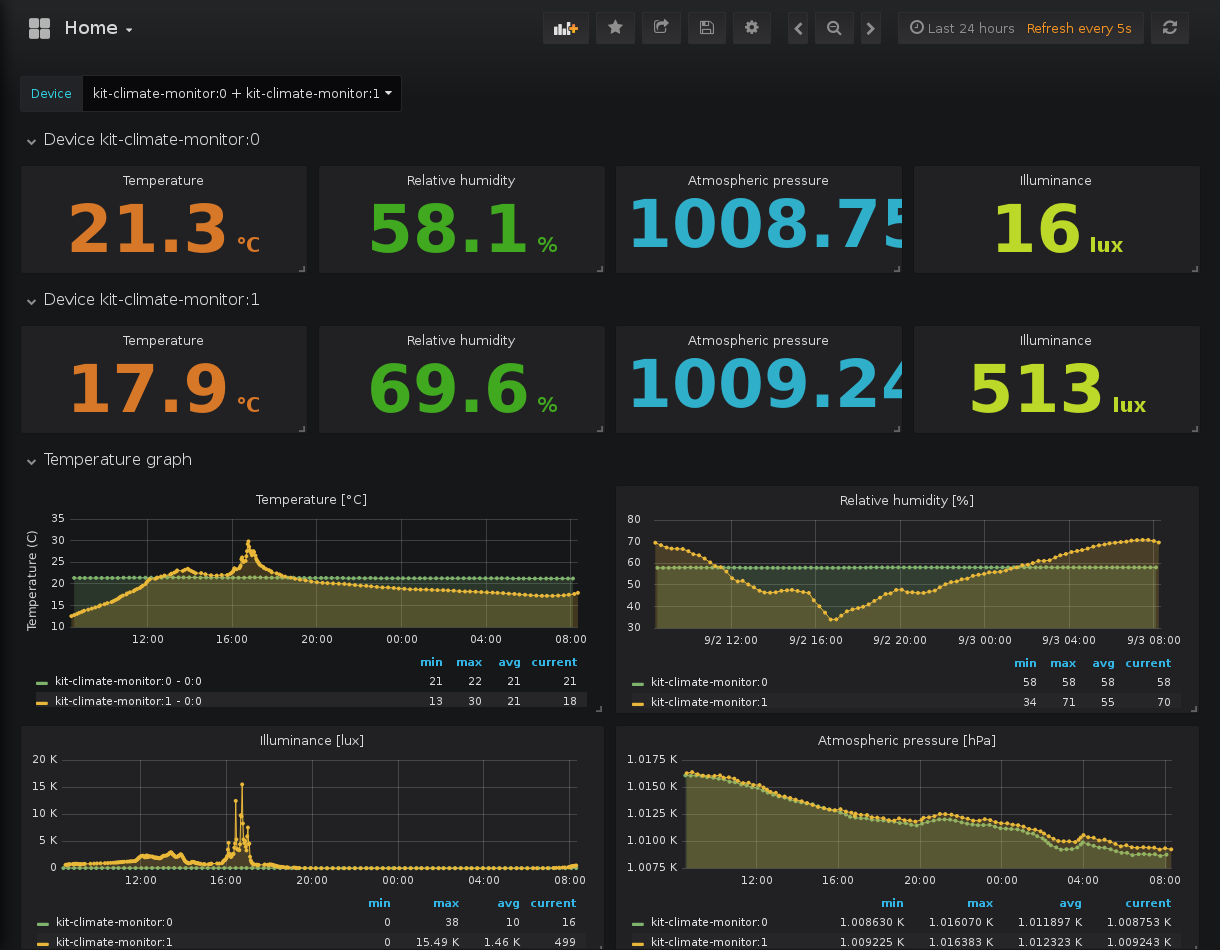 Home
Last 24 hours Refresh every 5s
Device kit-climate-monitor:0 + kit-climate-monitor:1
Device kit-climate-monitor:0
Temperature Relative humidity Atmospheric pressure Illuminance
21.3 °C 58.1 % 1008.75 16 lux
Device kit-climate-monitor:1
Temperature Relative humidity Atmospheric pressure Illuminance
17.9 °C 69.6 % 1009.24 513 lux
Temperature graph
Temperature [°C]
Temperature (C)
35
30
25
20
15
10
12:00 16:00 20:00 00:00 04:00 08:00
min max avg current
kit-climate-monitor:0 - 0:0 21 22 21 21
kit-climate-monitor:1 - 0:0 13 30 21 18
Relative humidity [%]
80
70
60
50
40
30
9/2 12:00 9/2 16:00 9/2 20:00 9/3 00:00 9/3 04:00 9/3 08:00
min max avg current
kit-climate-monitor:0 58 58 58 58
kit-climate-monitor:1 34 71 55 70
Illuminance [lux]
20 K
15 K
10 K
5 K
0
12:00 16:00 20:00 00:00 04:00 08:00
min max avg current
kit-climate-monitor:0 0 38 10 16
kit-climate-monitor:1 0 15.49 K 1.46 K 499
Atmospheric pressure [hPa]
1.0175 K
1.0150 K
1.0125 K
1.0100 K
1.0075 K
12:00 16:00 20:00 00:00 04:00 08:00
min max avg current
kit-climate-monitor:0 1.008630 K 1.016070 K 1.011897 K 1.008753 K
kit-climate-monitor:1 1.009225 K 1.016383 K 1.012323 K 1.009243 K